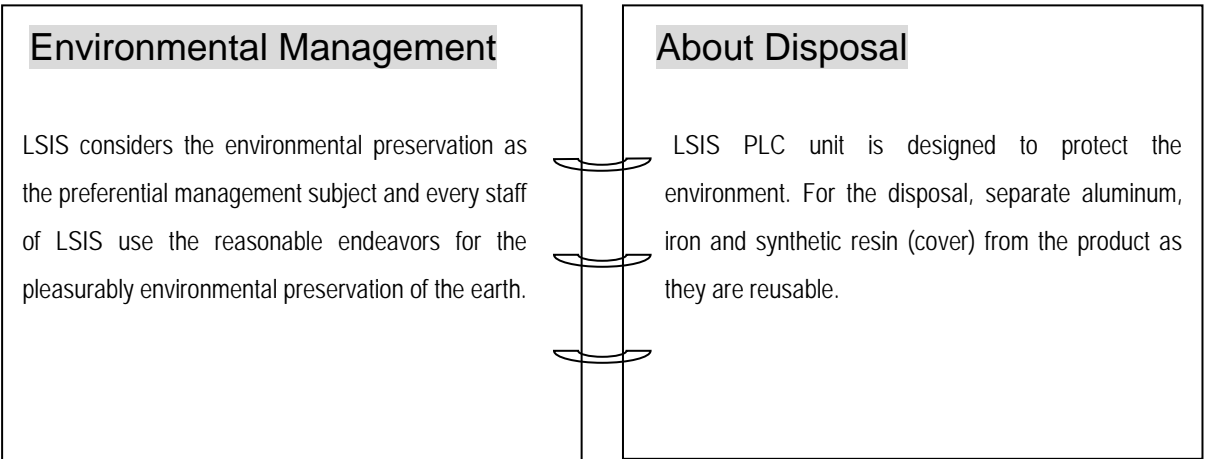 Environmental Management
LSIS considers the environmental preservation as
the preferential management subject and every staff
of LSIS use the reasonable endeavors for the
pleasurably environmental preservation of the earth.
About Disposal
LSIS PLC unit is designed to protect the
environment. For the disposal, separate aluminum,
iron and synthetic resin (cover) from the product as
they are reusable.